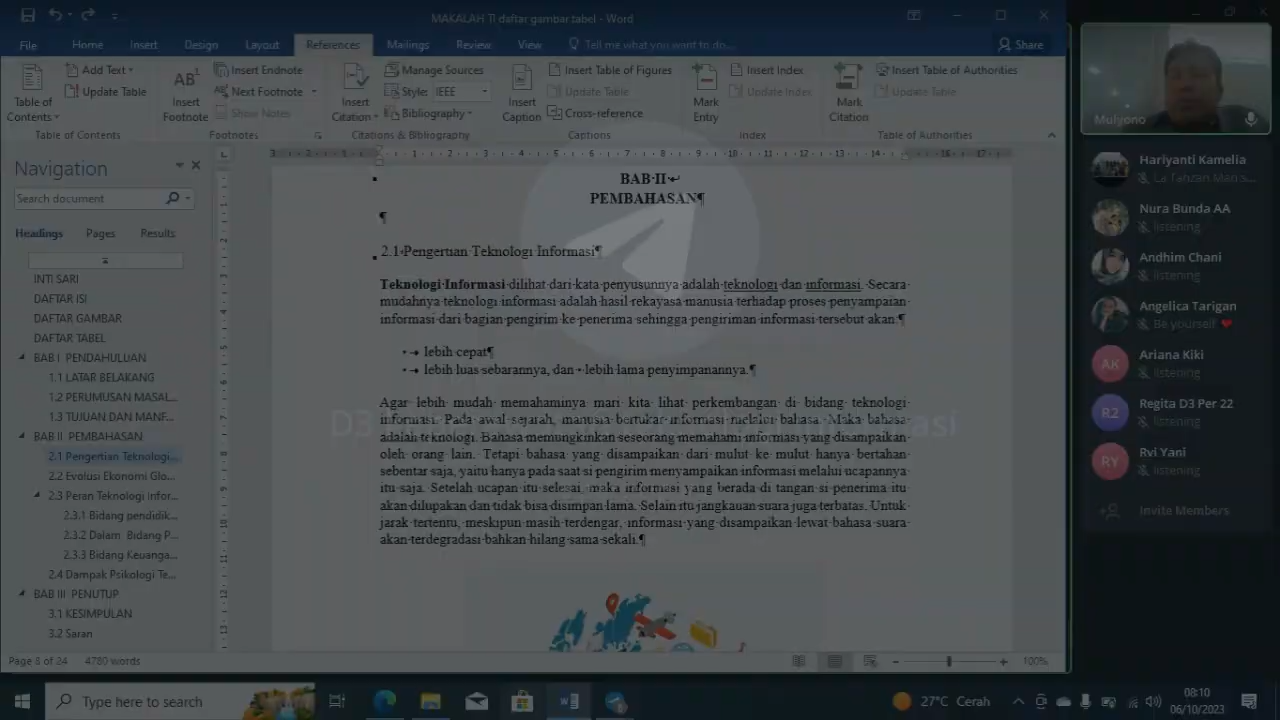 MAKALAH TI daftar gambar tabel - Word
File Home Insert Design Layout References Mailings Review View Tell me what you want to do... Share
Table of Contents
Add Text
Update Table
Table of Contents
AB¹
Insert Footnote
Insert Endnote
Next Footnote
Show Notes
Footnotes
Insert Citation
Manage Sources
Style: IEEE
Bibliography
Citations & Bibliography
Insert Caption
Insert Table of Figures
Update Table
Cross-reference
Captions
Mark Entry
Insert Index
Update Index
Index
Mark Citation
Insert Table of Authorities
Update Table
Table of Authorities
Navigation
Search document
Headings Pages Results
INTI SARI
DAFTAR ISI
DAFTAR GAMBAR
DAFTAR TABEL
BAB I PENDAHULUAN
1.1 LATAR BELAKANG
1.2 PERUMUSAN MASAL...
1.3 TUJUAN DAN MANF...
BAB II PEMBAHASAN
2.1 Pengertian Teknologi...
2.2 Evolusi Ekonomi Glo...
2.3 Peran Teknologi Infor...
2.3.1 Bidang pendidik...
2.3.2 Dalam Bidang P...
2.3.3 Bidang Keuanga...
2.4 Dampak Psikologi Te...
BAB III PENUTUP
3.1 KESIMPULAN
3.2 Saran
BAB II
PEMBAHASAN¶
¶
2.1 Pengertian Teknologi Informasi¶
Teknologi Informasi dilihat dari kata penyusunnya adalah teknologi dan informasi. Secara
mudahnya teknologi informasi adalah hasil rekayasa manusia terhadap proses penyampaian
informasi dari bagian pengirim ke penerima sehingga pengiriman informasi tersebut akan:¶
• lebih cepat¶
• lebih luas sebarannya, dan • lebih lama penyimpanannya.¶
Agar lebih mudah memahaminya mari kita lihat perkembangan di bidang teknologi
informasi. Pada awal sejarah, manusia bertukar informasi melalui bahasa. Maka bahasa
adalah teknologi. Bahasa memungkinkan seseorang memahami informasi yang disampaikan
oleh orang lain. Tetapi bahasa yang disampaikan dari mulut ke mulut hanya bertahan
sebentar saja, yaitu hanya pada saat si pengirim menyampaikan informasi melalui ucapannya
itu saja. Setelah ucapan itu selesai, maka informasi yang berada di tangan si penerima itu
akan dilupakan dan tidak bisa disimpan lama. Selain itu jangkauan suara juga terbatas. Untuk
jarak tertentu, meskipun masih terdengar, informasi yang disampaikan lewat bahasa suara
akan terdegradasi bahkan hilang sama sekali.¶
Page 8 of 24 4780 words
100%
Mulyono
Hariyanti Kamelia
Nura Bunda AA
listening
Andhim Chani
listening
Angelica Tarigan
Be yourself ❤
AK
Ariana Kiki
listening
R2
Regita D3 Per 22
listening
RY
Rvi Yani
listening
Invite Members
Type here to search
27°C Cerah
08:10
06/10/2023